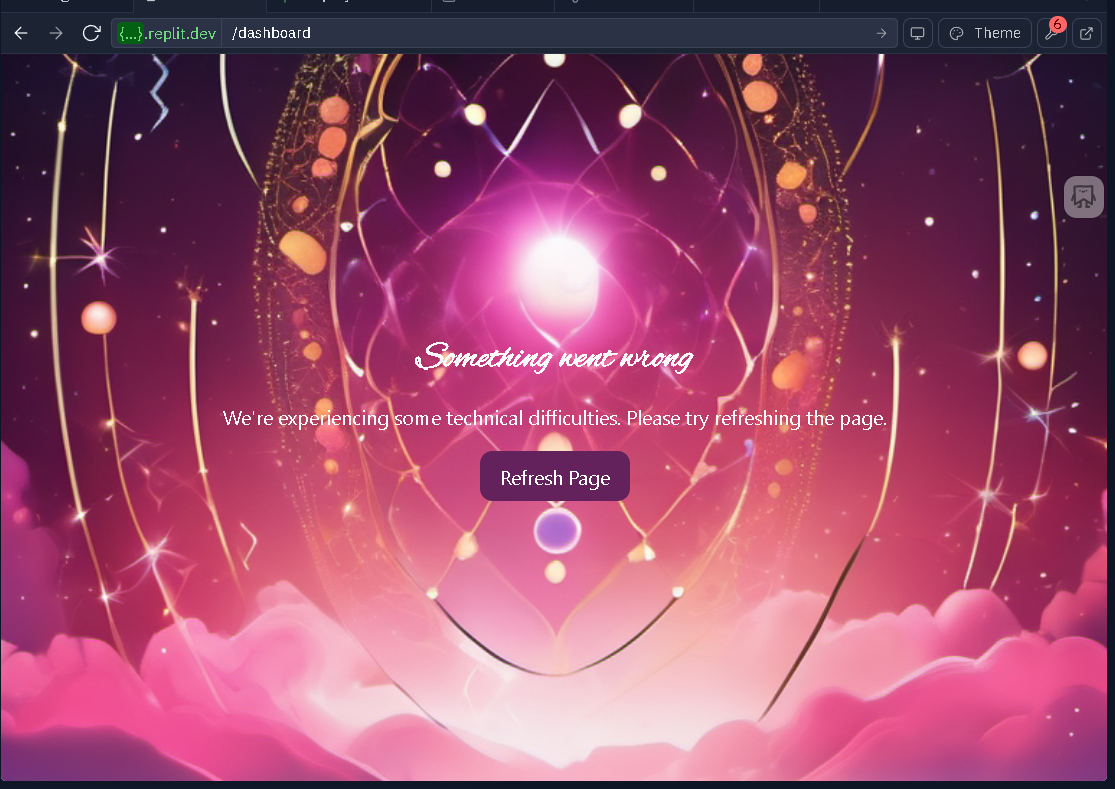 {...}.replit.dev /dashboard
Theme
6
Something went wrong
We're experiencing some technical difficulties. Please try refreshing the page.
Refresh Page